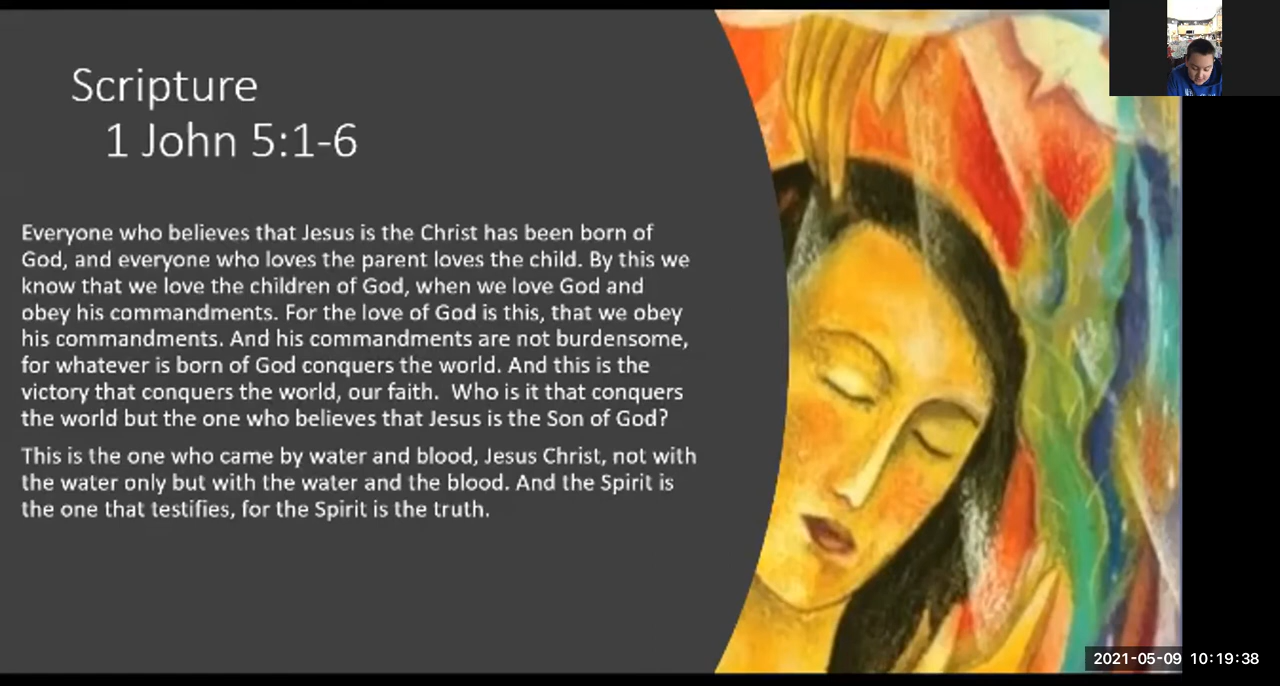 Scripture
1 John 5:1-6
Everyone who believes that Jesus is the Christ has been born of
God, and everyone who loves the parent loves the child. By this we
know that we love the children of God, when we love God and
obey his commandments. For the love of God is this, that we obey
his commandments. And his commandments are not burdensome,
for whatever is born of God conquers the world. And this is the
victory that conquers the world, our faith.  Who is it that conquers
the world but the one who believes that Jesus is the Son of God?
This is the one who came by water and blood, Jesus Christ, not with
the water only but with the water and the blood. And the Spirit is
the one that testifies, for the Spirit is the truth.
2021-05-09 10:19:38